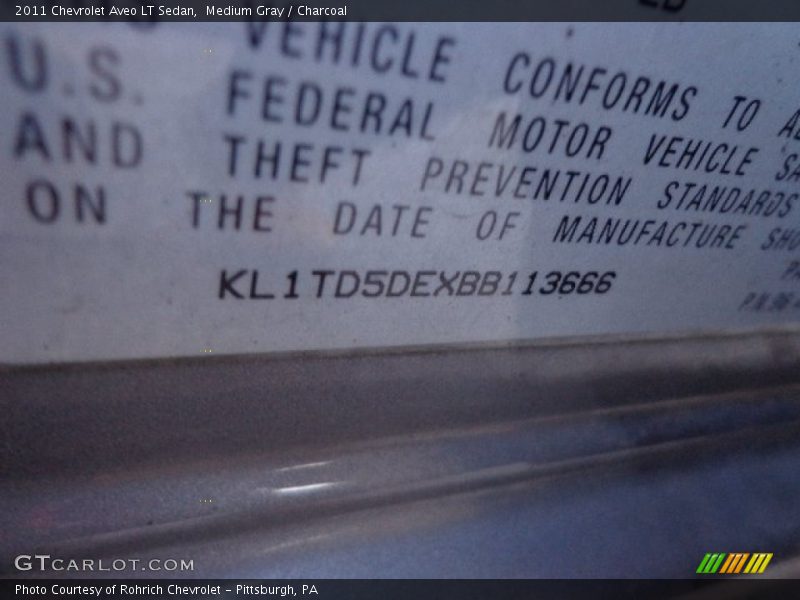 2011 Chevrolet Aveo LT Sedan, Medium Gray / Charcoal
VEHICLE CONFORMS TO
U.S. FEDERAL MOTOR VEHICLE
AND THEFT PREVENTION STANDARDS
ON THE DATE OF MANUFACTURE
KL1TD5DEXBB113666
GTCARLOT.COM
Photo Courtesy of Rohrich Chevrolet – Pittsburgh, PA